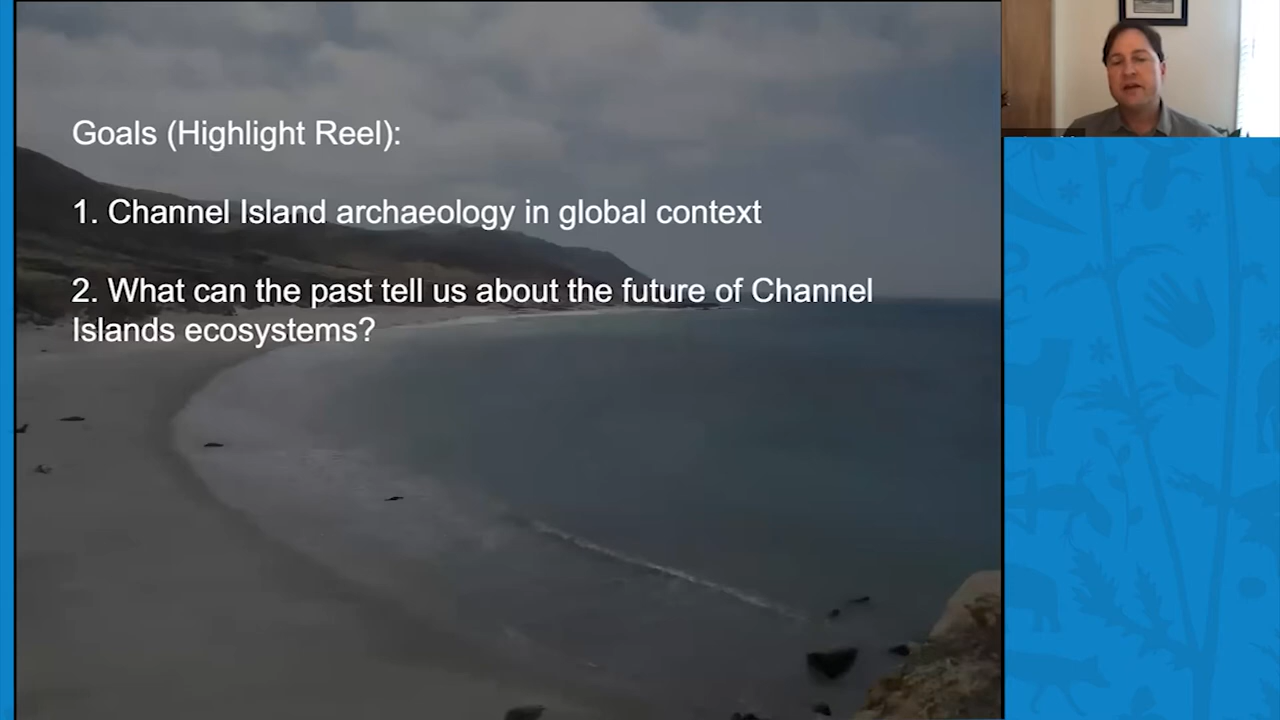 Goals (Highlight Reel):
1. Channel Island archaeology in global context
2. What can the past tell us about the future of Channel
Islands ecosystems?